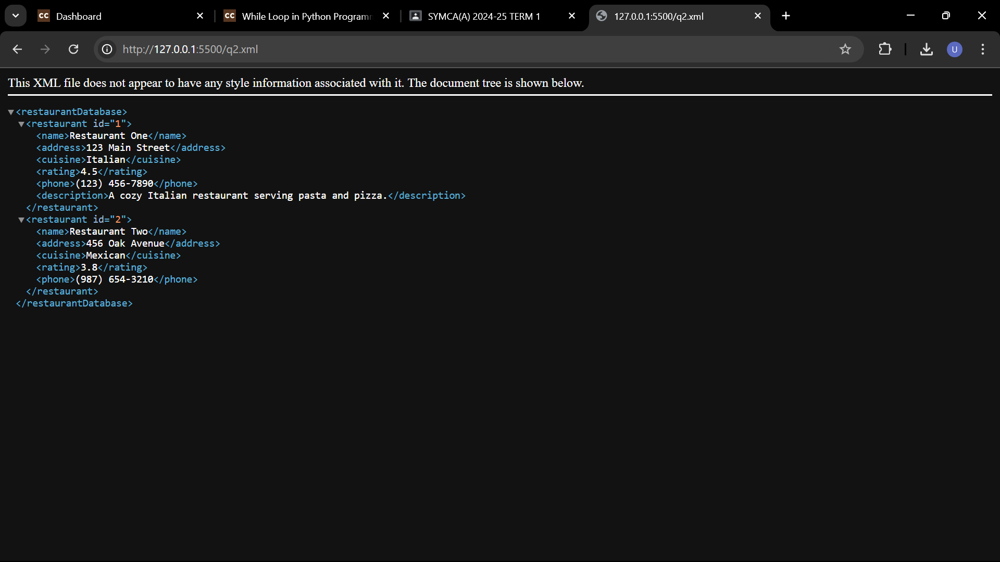 CC Dashboard
CC While Loop in Python Program
SYMCA(A) 2024-25 TERM 1
127.0.0.1:5500/q2.xml
http://127.0.0.1:5500/q2.xml
U
This XML file does not appear to have any style information associated with it. The document tree is shown below.
<restaurantDatabase>
<restaurant id="1">
<name>Restaurant One</name>
<address>123 Main Street</address>
<cuisine>Italian</cuisine>
<rating>4.5</rating>
<phone>(123) 456-7890</phone>
<description>A cozy Italian restaurant serving pasta and pizza.</description>
</restaurant>
<restaurant id="2">
<name>Restaurant Two</name>
<address>456 Oak Avenue</address>
<cuisine>Mexican</cuisine>
<rating>3.8</rating>
<phone>(987) 654-3210</phone>
</restaurant>
</restaurantDatabase>